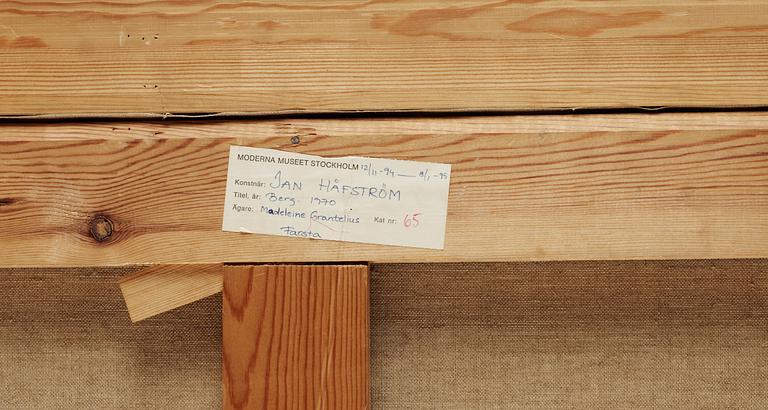 MODERNA MUSEET STOCKHOLM 12/11-94 — 8/1-95
Konstnär: JAN HÅFSTRÖM
Titel, år: Berg. 1970
Ägare: Madeleine Grantelius Kat nr: 65
Farsta